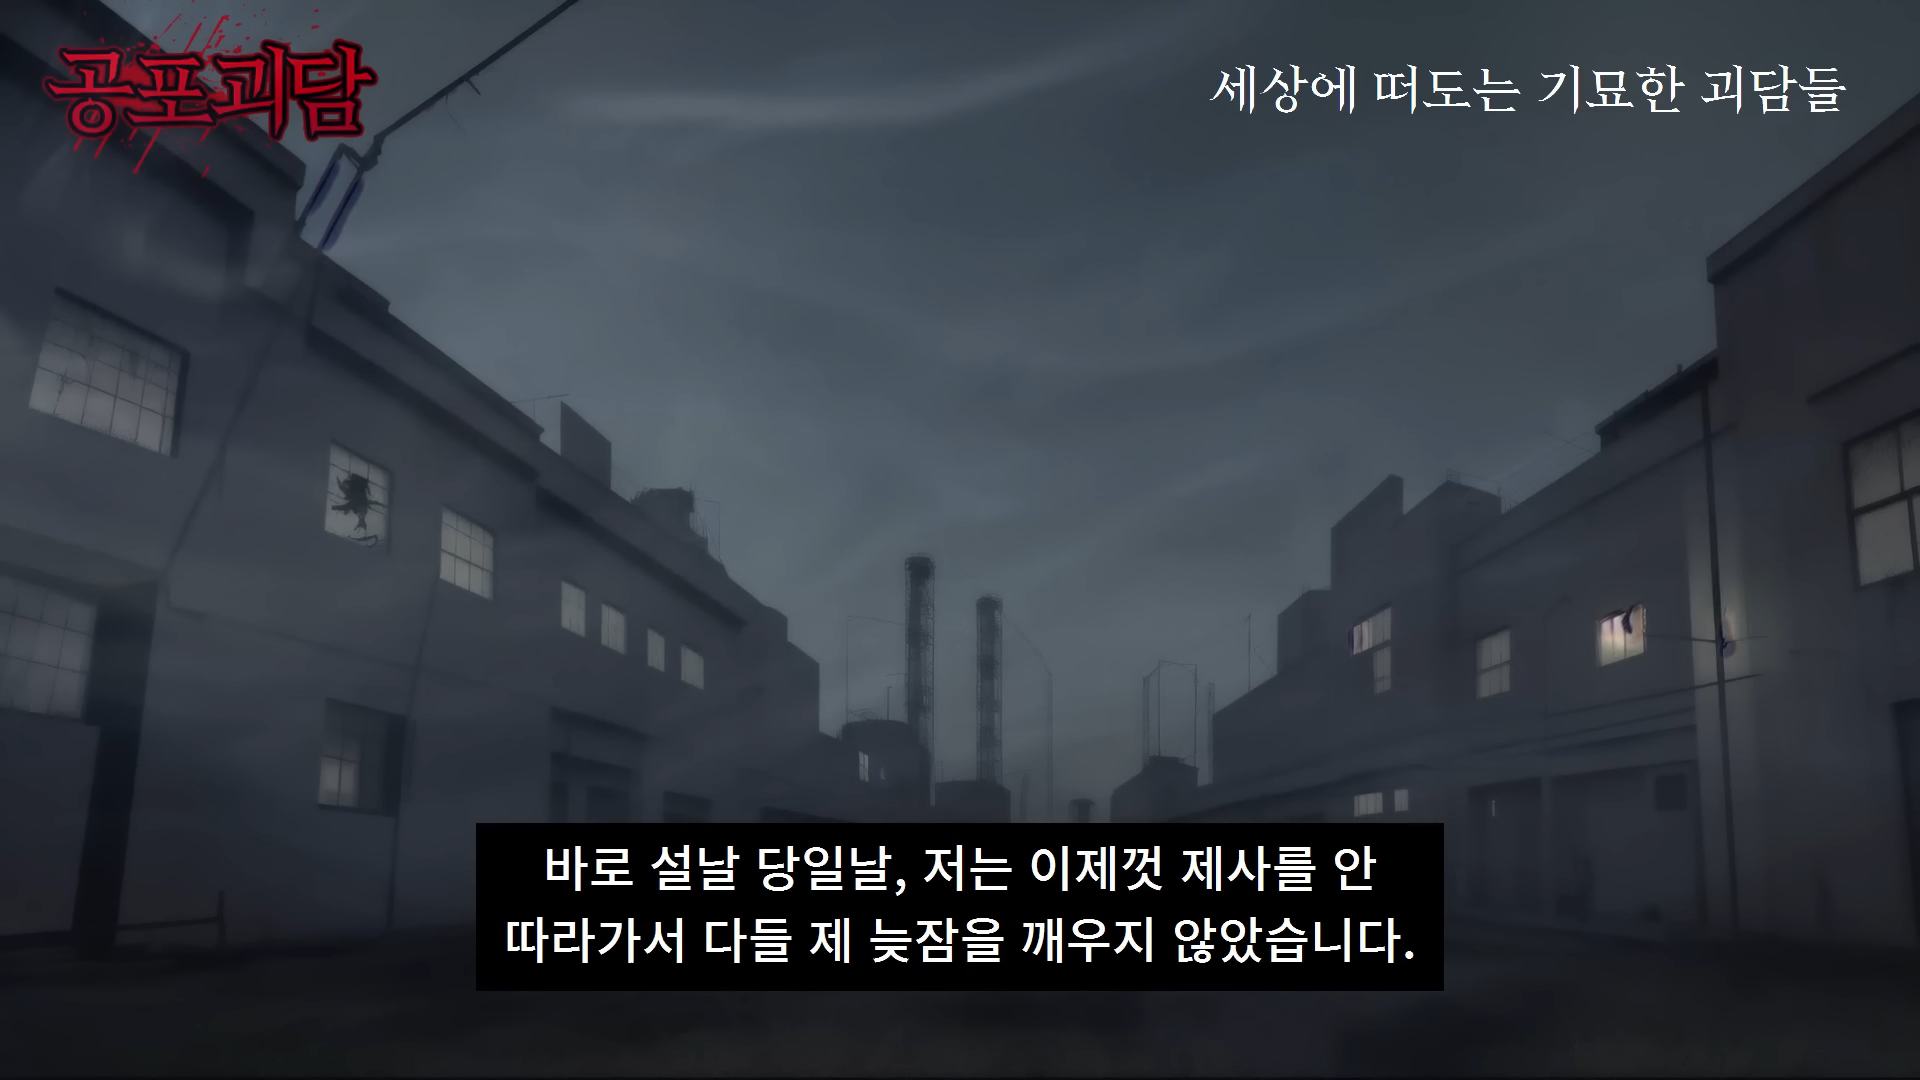 공포괴담
세상에 떠도는 기묘한 괴담들
바로 설날 당일날, 저는 이제껏 제사를 안
따라가서 다들 제 늦잠을 깨우지 않았습니다.